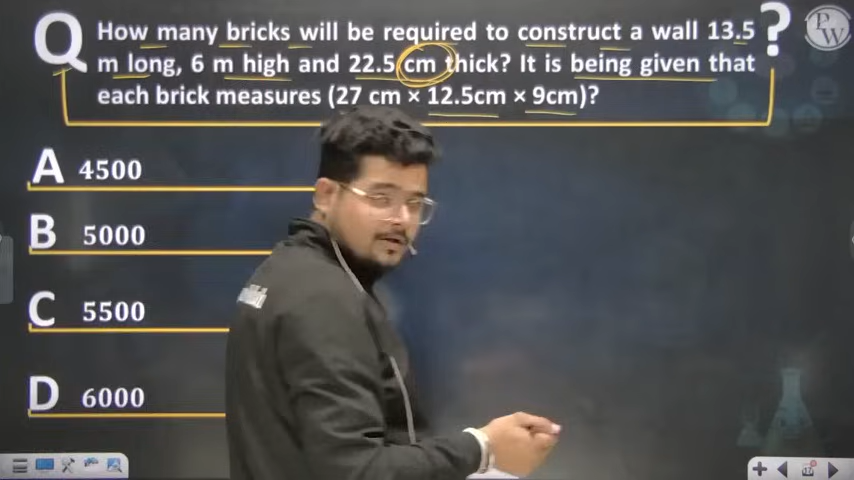 Q How many bricks will be required to construct a wall 13.5 ?
m long, 6 m high and 22.5 cm thick? It is being given that
each brick measures (27 cm × 12.5cm × 9cm)?
A 4500
B 5000
C 5500
D 6000
PW